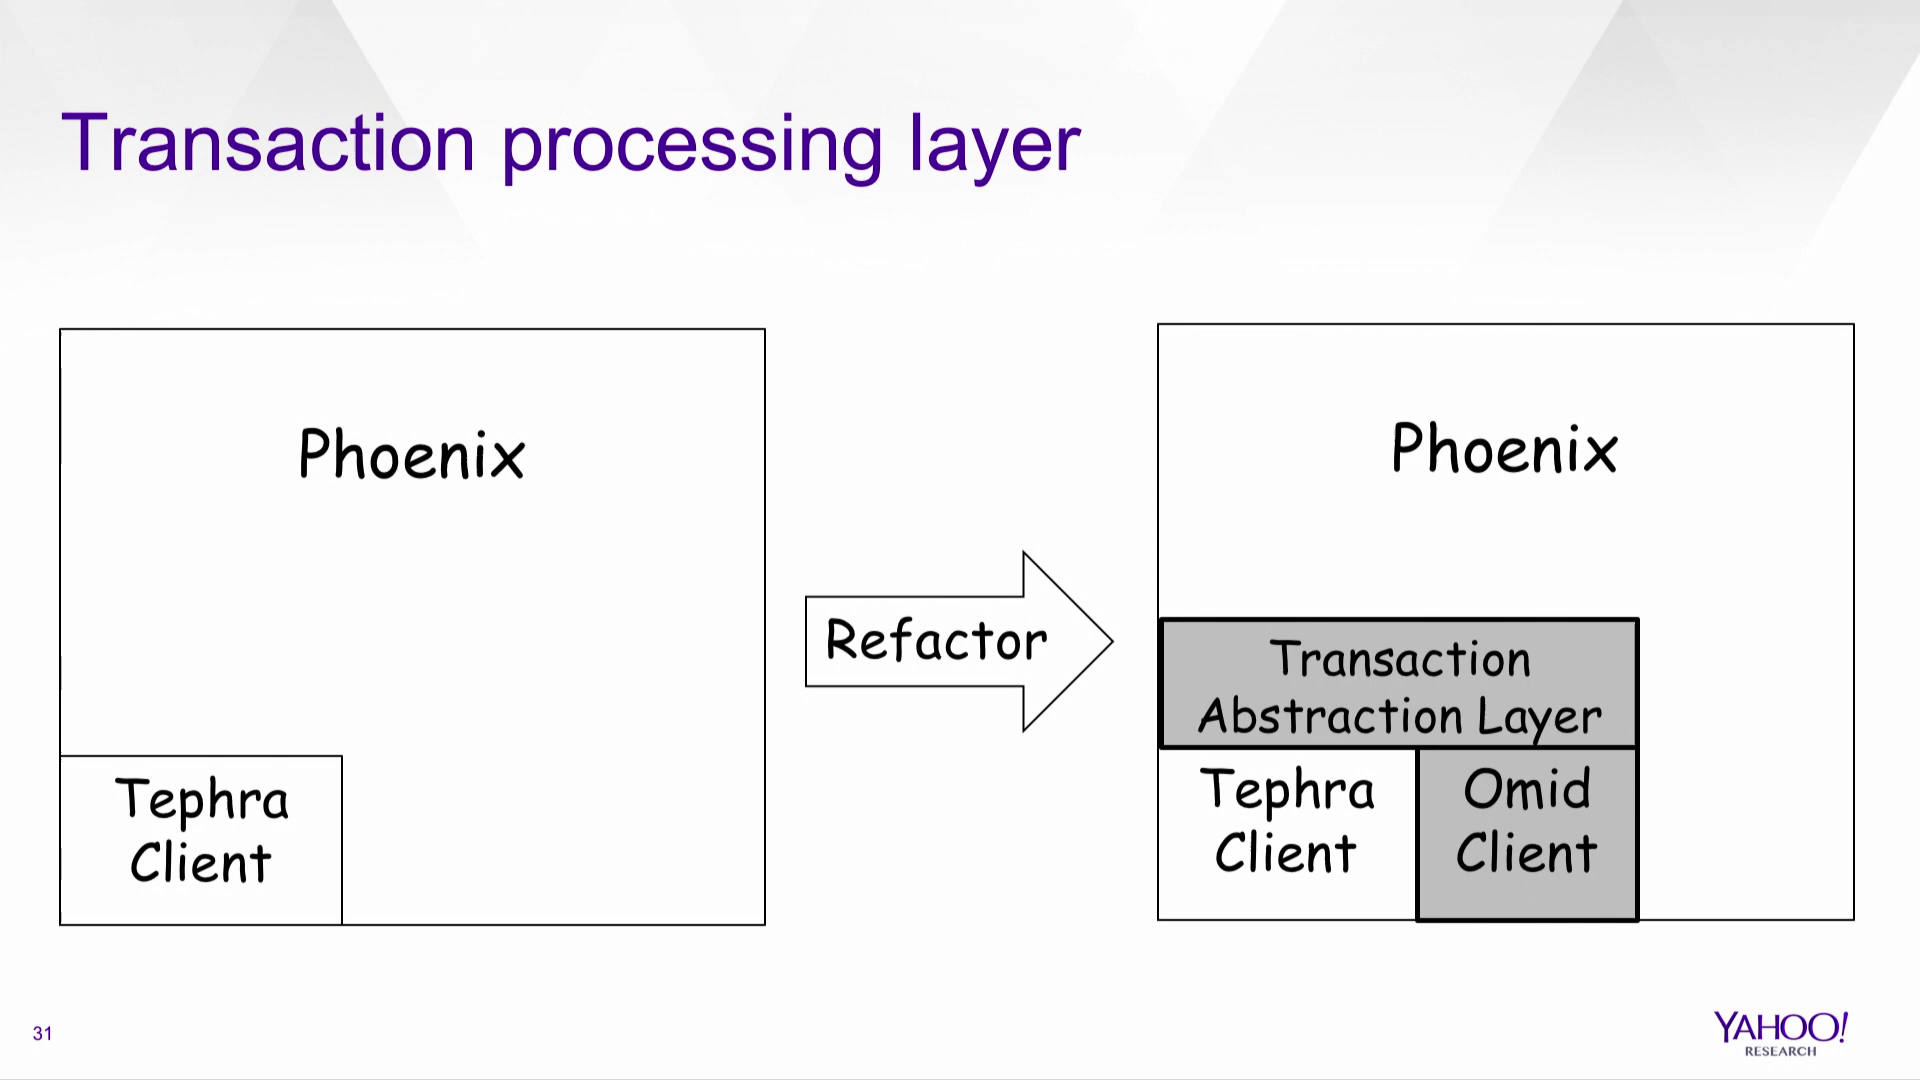 Transaction processing layer
Phoenix
Tephra
Client
Refactor
Phoenix
Transaction
Abstraction Layer
Tephra
Client
Omid
Client
31
YAHOO!
RESEARCH